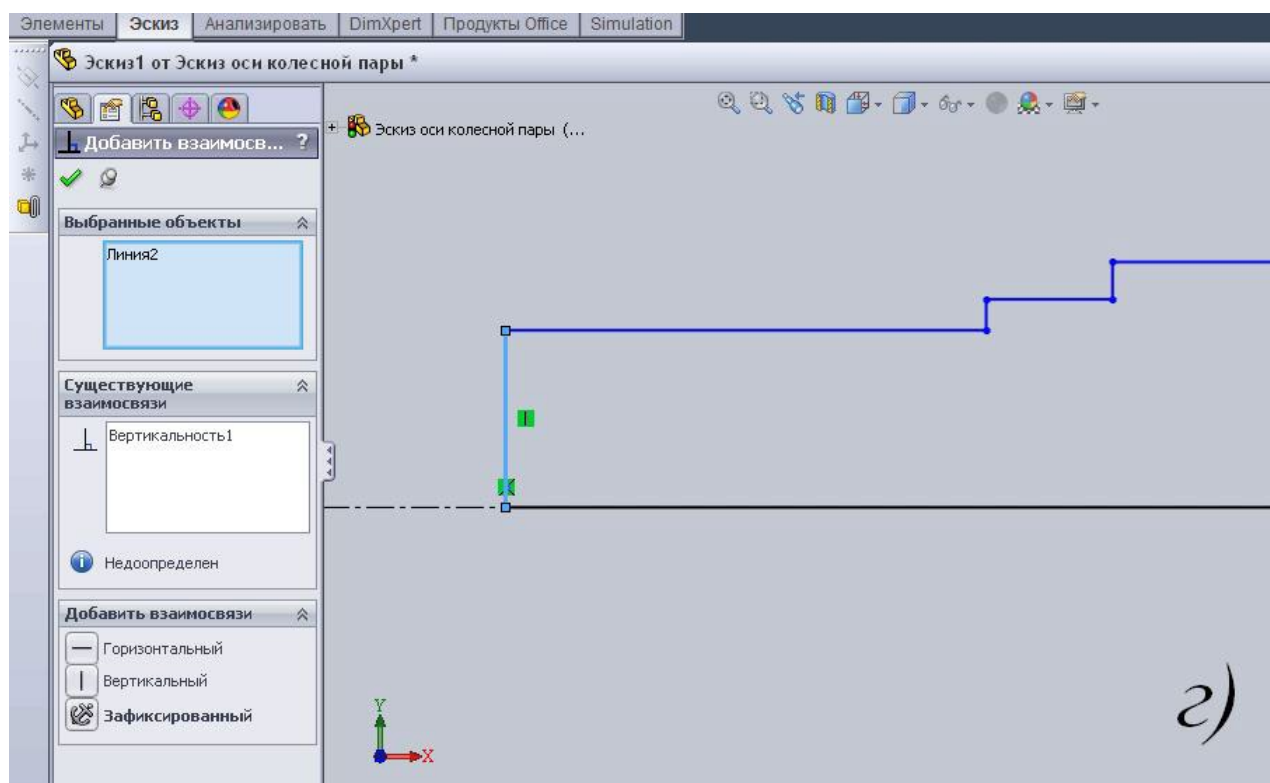 Элементы Эскиз Анализировать DimXpert Продукты Office Simulation
Эскиз1 от Эскиз оси колесной пары *
Эскиз оси колесной пары (...
Добавить взаимосв... ?
Выбранные объекты
Линия2
Существующие
взаимосвязи
Вертикальность1
Недоопределен
Добавить взаимосвязи
Горизонтальный
Вертикальный
Зафиксированный
Y
X
г)